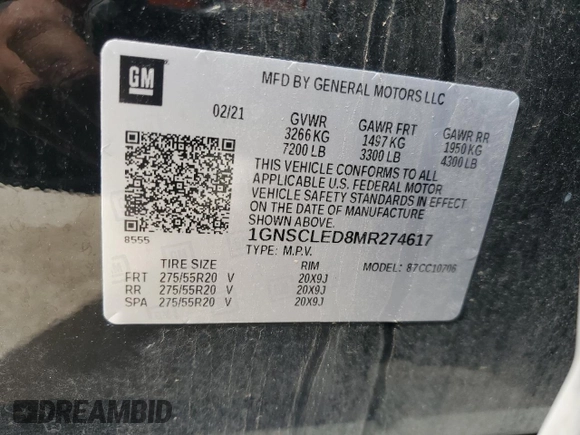 GM
MFD BY GENERAL MOTORS LLC
02/21 GVWR GAWR FRT GAWR RR
3266 KG 1497 KG 1950 KG
7200 LB 3300 LB 4300 LB
THIS VEHICLE CONFORMS TO ALL
APPLICABLE U.S. FEDERAL MOTOR
VEHICLE SAFETY STANDARDS IN EFFECT
ON THE DATE OF MANUFACTURE
SHOWN ABOVE.
8555
1GNSCLED8MR274617
TYPE: M.P.V. MODEL: 87CC10706
TIRE SIZE RIM
FRT 275/55R20 V 20X9J
RR 275/55R20 V 20X9J
SPA 275/55R20 V 20X9J
DREAMBID